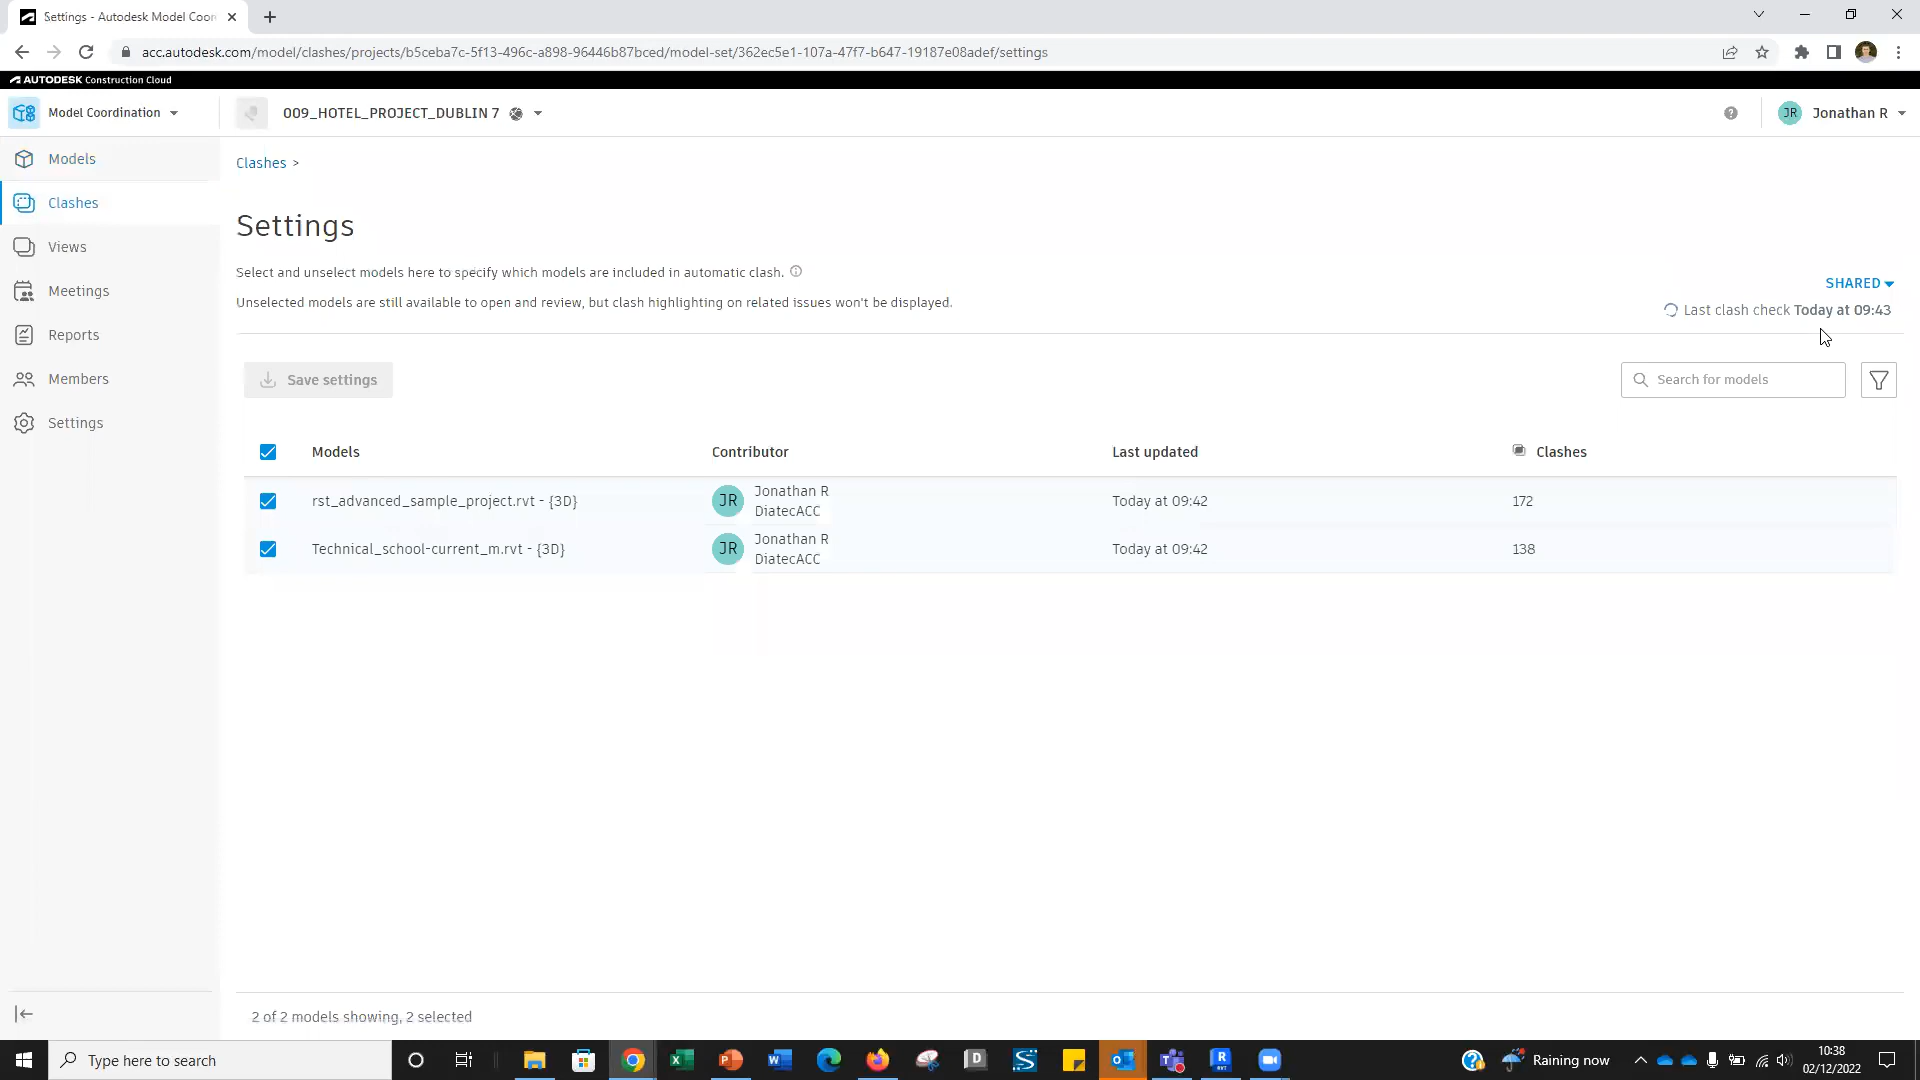 Settings - Autodesk Model Coor
acc.autodesk.com/model/clashes/projects/b5ceba7c-5f13-496c-a898-96446b87bced/model-set/362ec5e1-107a-47f7-b647-19187e08adef/settings
AUTODESK Construction Cloud
Model Coordination
009_HOTEL_PROJECT_DUBLIN 7
JR Jonathan R
Models
Clashes
Views
Meetings
Reports
Members
Settings
Clashes >
Settings
Select and unselect models here to specify which models are included in automatic clash.
Unselected models are still available to open and review, but clash highlighting on related issues won't be displayed.
SHARED
Last clash check Today at 09:43
Save settings
Search for models
Models Contributor Last updated Clashes
rst_advanced_sample_project.rvt - {3D} JR Jonathan R DiatecACC Today at 09:42 172
Technical_school-current_m.rvt - {3D} JR Jonathan R DiatecACC Today at 09:42 138
2 of 2 models showing, 2 selected
Type here to search
Raining now
10:38
02/12/2022